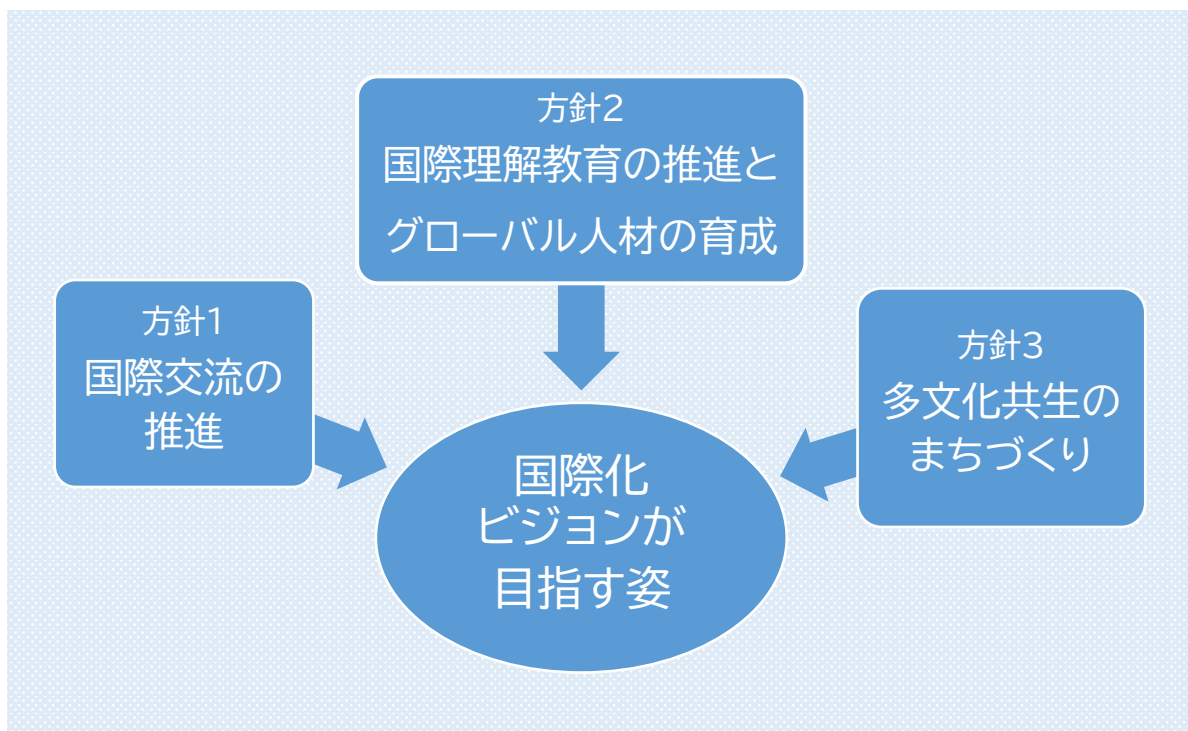 方針1
国際交流の
推進
方針2
国際理解教育の推進と
グローバル人材の育成
方針3
多文化共生の
まちづくり
国際化
ビジョンが
目指す姿